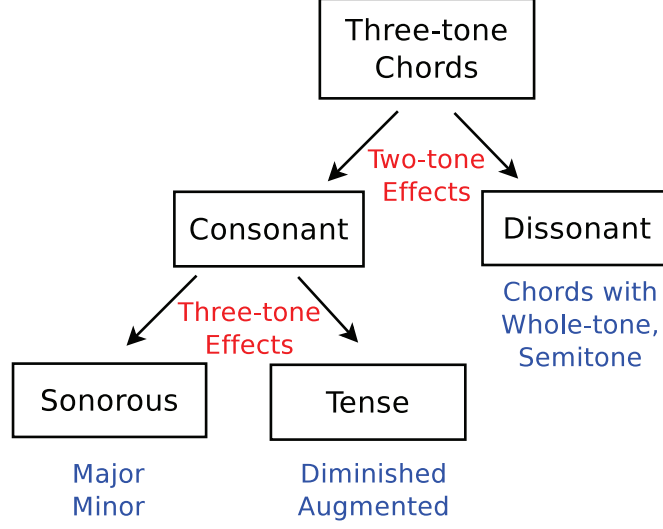 Three-tone
Chords
Two-tone
Effects
Consonant
Dissonant
Chords with
Whole-tone,
Semitone
Three-tone
Effects
Sonorous
Tense
Major
Minor
Diminished
Augmented